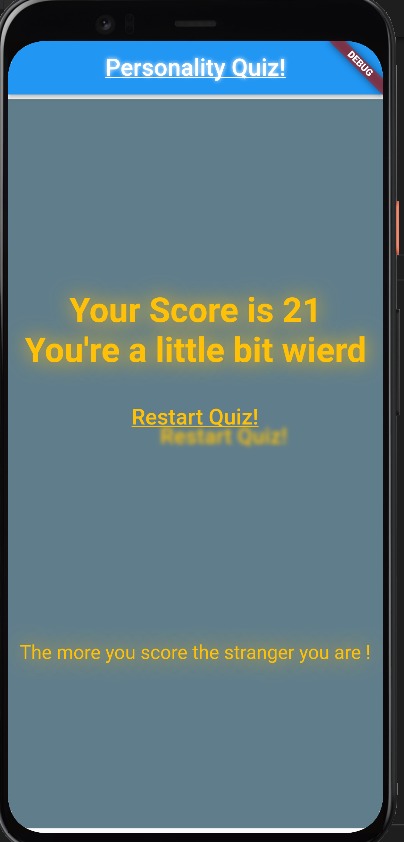 Personality Quiz!
DEBUG
Your Score is 21
You're a little bit wierd
Restart Quiz!
Restart Quiz!
The more you score the stranger you are !